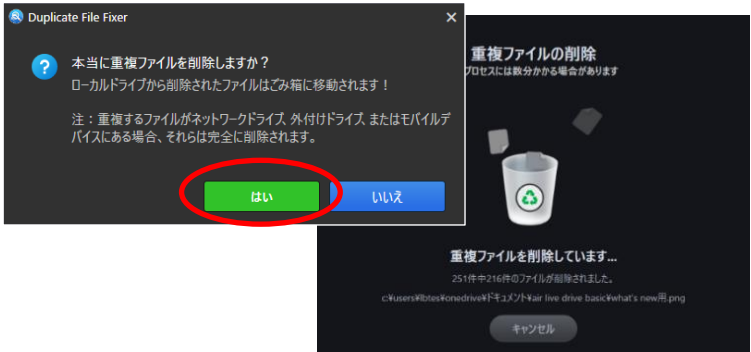 Duplicate File Fixer
本当に重複ファイルを削除しますか？
ローカルドライブから削除されたファイルはごみ箱に移動されます！
注：重複するファイルがネットワークドライブ, 外付けドライブ, またはモバイルデ
バイスにある場合、それらは完全に削除されます。
はい
いいえ
重複ファイルの削除
プロセスには数分かかる場合があります
重複ファイルを削除しています...
251件中216件のファイルが削除されました。
c:¥users¥lbtes¥onedrive¥ドキュメント¥air live drive basic¥what's new用.png
キャンセル